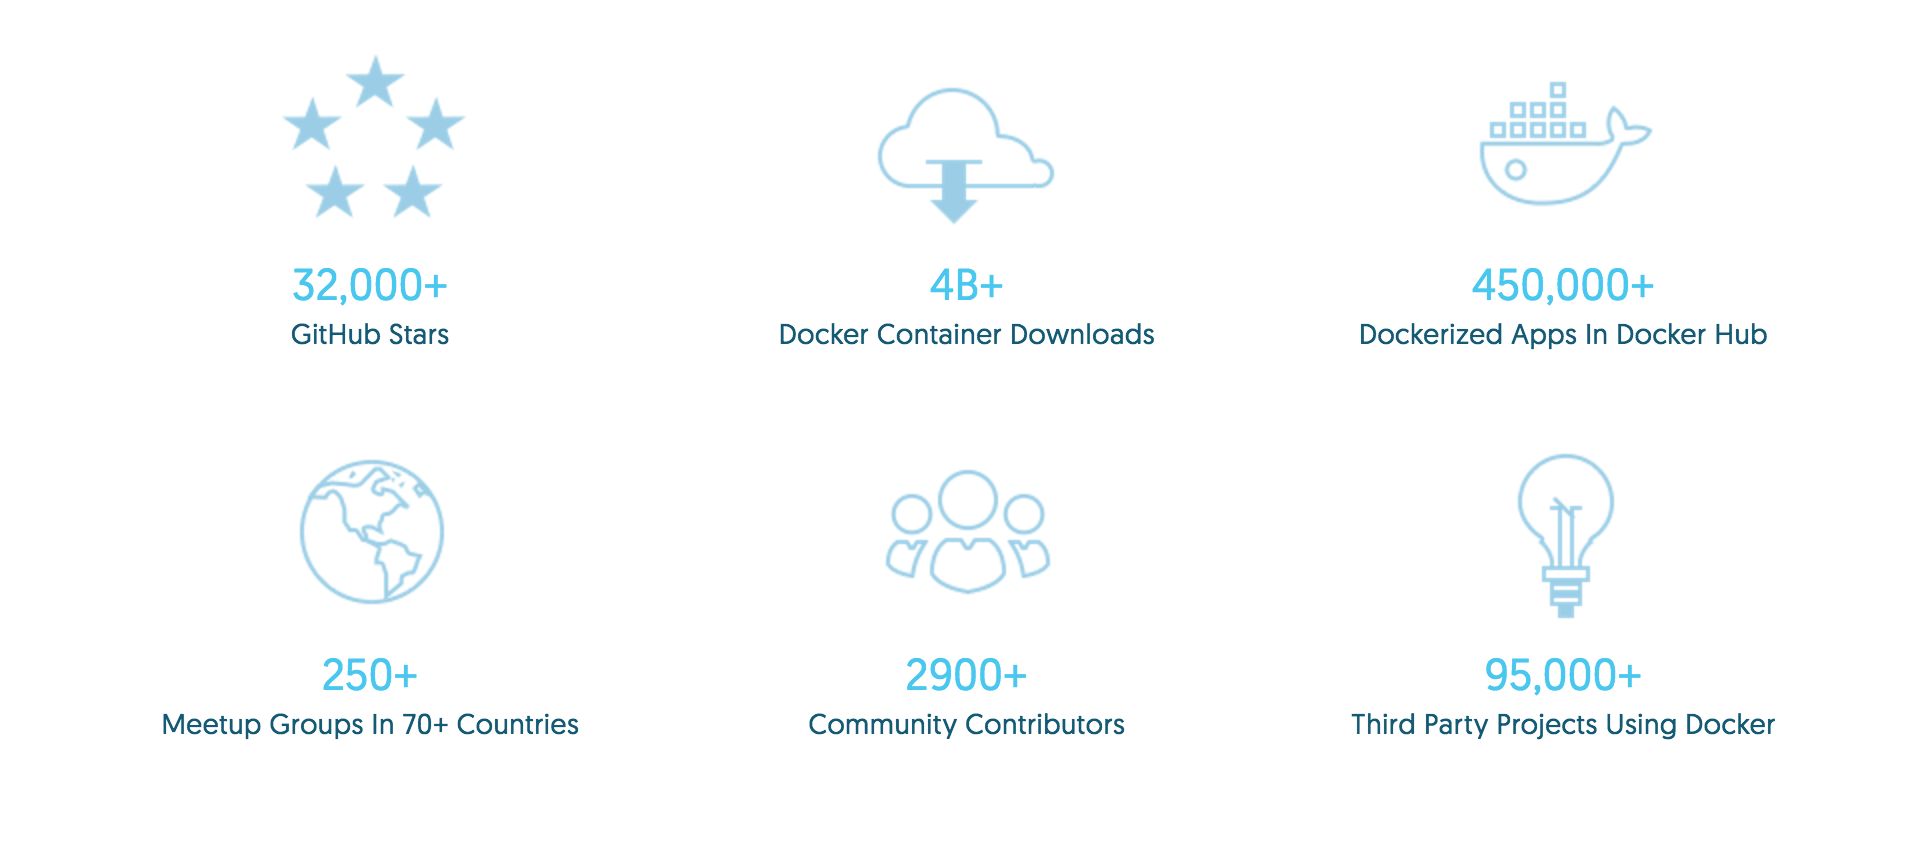 32,000+
GitHub Stars
4B+
Docker Container Downloads
450,000+
Dockerized Apps In Docker Hub
250+
Meetup Groups In 70+ Countries
2900+
Community Contributors
95,000+
Third Party Projects Using Docker